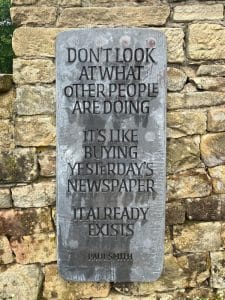 DON'T LOOK
AT WHAT
OTHER PEOPLE
ARE DOING
IT'S LIKE
BUYING
YESTERDAY'S
NEWSPAPER
IT ALREADY
EXISTS
PAUL SMITH